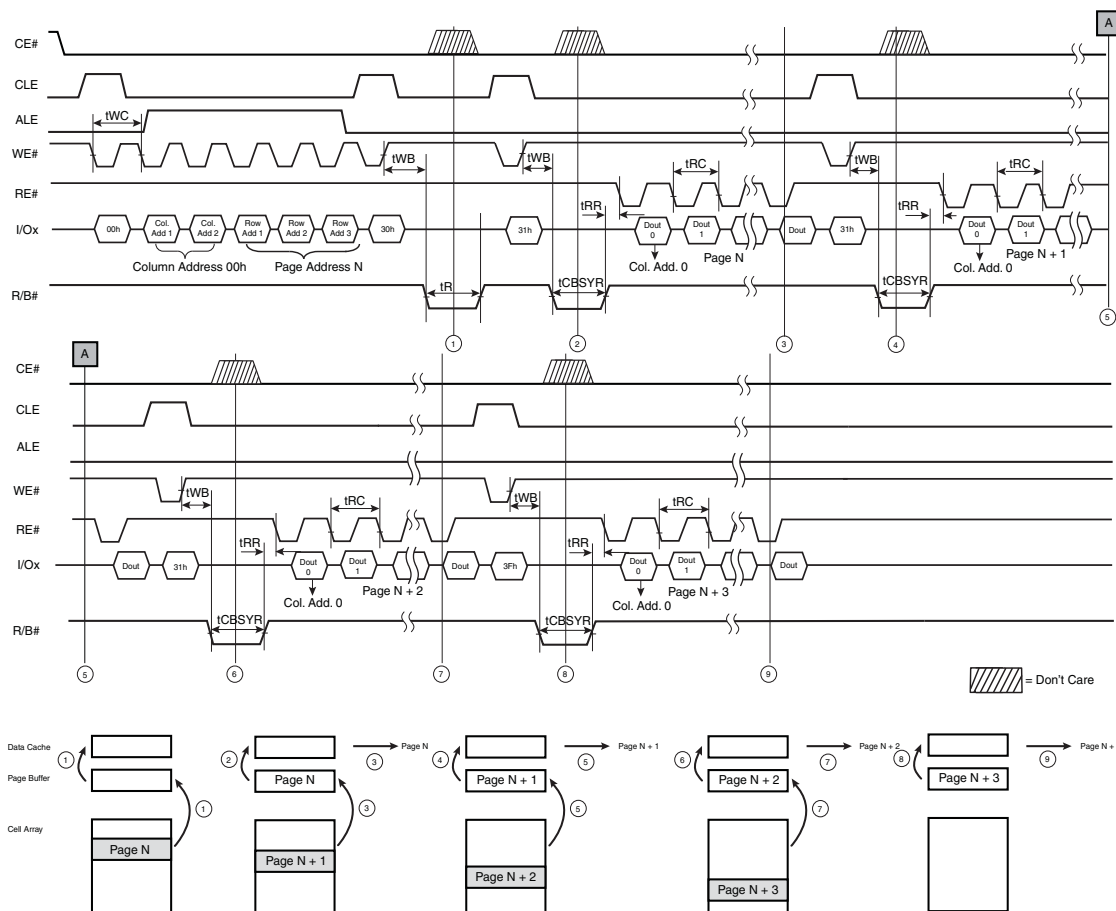 A
CE#
CLE
tWC
ALE
WE#
tWB
tWB
tWB
tRC
tRC
RE#
tRR
tRR
I/Ox
00h
Col. Add 1
Col. Add 2
Row Add 1
Row Add 2
Row Add 3
30h
31h
Dout 0
Dout 1
Dout
31h
Dout 0
Dout 1
Column Address 00h
Page Address N
Page N
Page N + 1
Col. Add. 0
Col. Add. 0
R/B#
tR
tCBSYR
tCBSYR
1
2
3
4
5
A
CE#
CLE
ALE
WE#
tWB
tWB
tRC
tRC
RE#
tRR
tRR
I/Ox
Dout
31h
Dout 0
Dout 1
Dout
3Fh
Dout 0
Dout 1
Dout
Page N + 2
Page N + 3
Col. Add. 0
Col. Add. 0
R/B#
tCBSYR
tCBSYR
5
6
7
8
9
= Don't Care
Data Cache
1
2
Page N
3
4
Page N + 1
5
6
Page N + 2
7
8
Page N +
9
Page Buffer
Page N
Page N + 1
Page N + 2
Page N + 3
1
3
5
7
Cell Array
Page N
Page N + 1
Page N + 2
Page N + 3